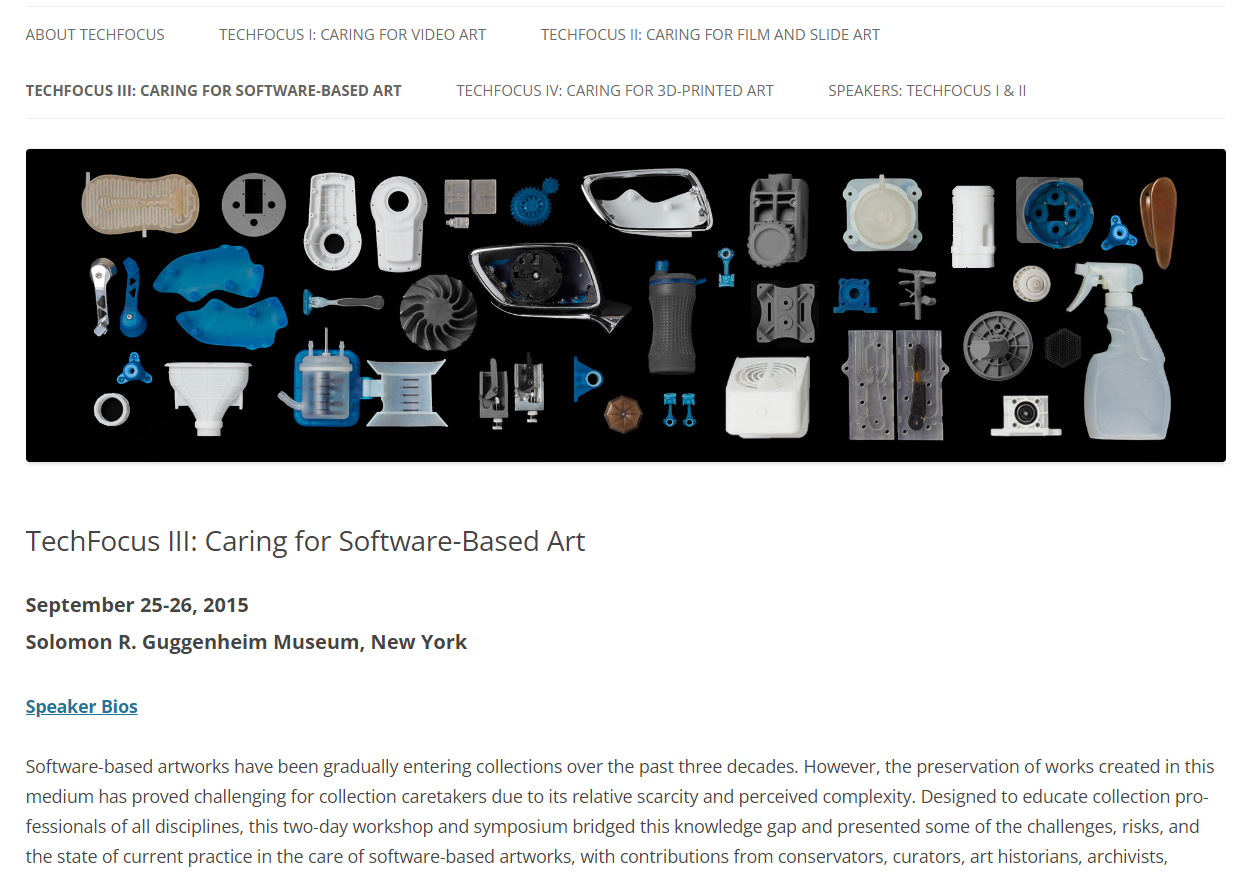 ABOUT TECHFOCUS TECHFOCUS I: CARING FOR VIDEO ART TECHFOCUS II: CARING FOR FILM AND SLIDE ART
TECHFOCUS III: CARING FOR SOFTWARE-BASED ART TECHFOCUS IV: CARING FOR 3D-PRINTED ART SPEAKERS: TECHFOCUS I & II
TechFocus III: Caring for Software-Based Art
September 25-26, 2015
Solomon R. Guggenheim Museum, New York
Speaker Bios
Software-based artworks have been gradually entering collections over the past three decades. However, the preservation of works created in this
medium has proved challenging for collection caretakers due to its relative scarcity and perceived complexity. Designed to educate collection pro-
fessionals of all disciplines, this two-day workshop and symposium bridged this knowledge gap and presented some of the challenges, risks, and
the state of current practice in the care of software-based artworks, with contributions from conservators, curators, art historians, archivists,